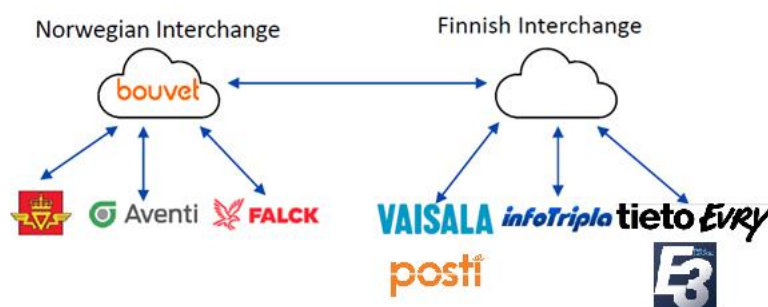 Norwegian Interchange
Finnish Interchange
bouvet
Aventi
FALCK
VAISALA
infoTripla
tieto EVRY
posti
E3